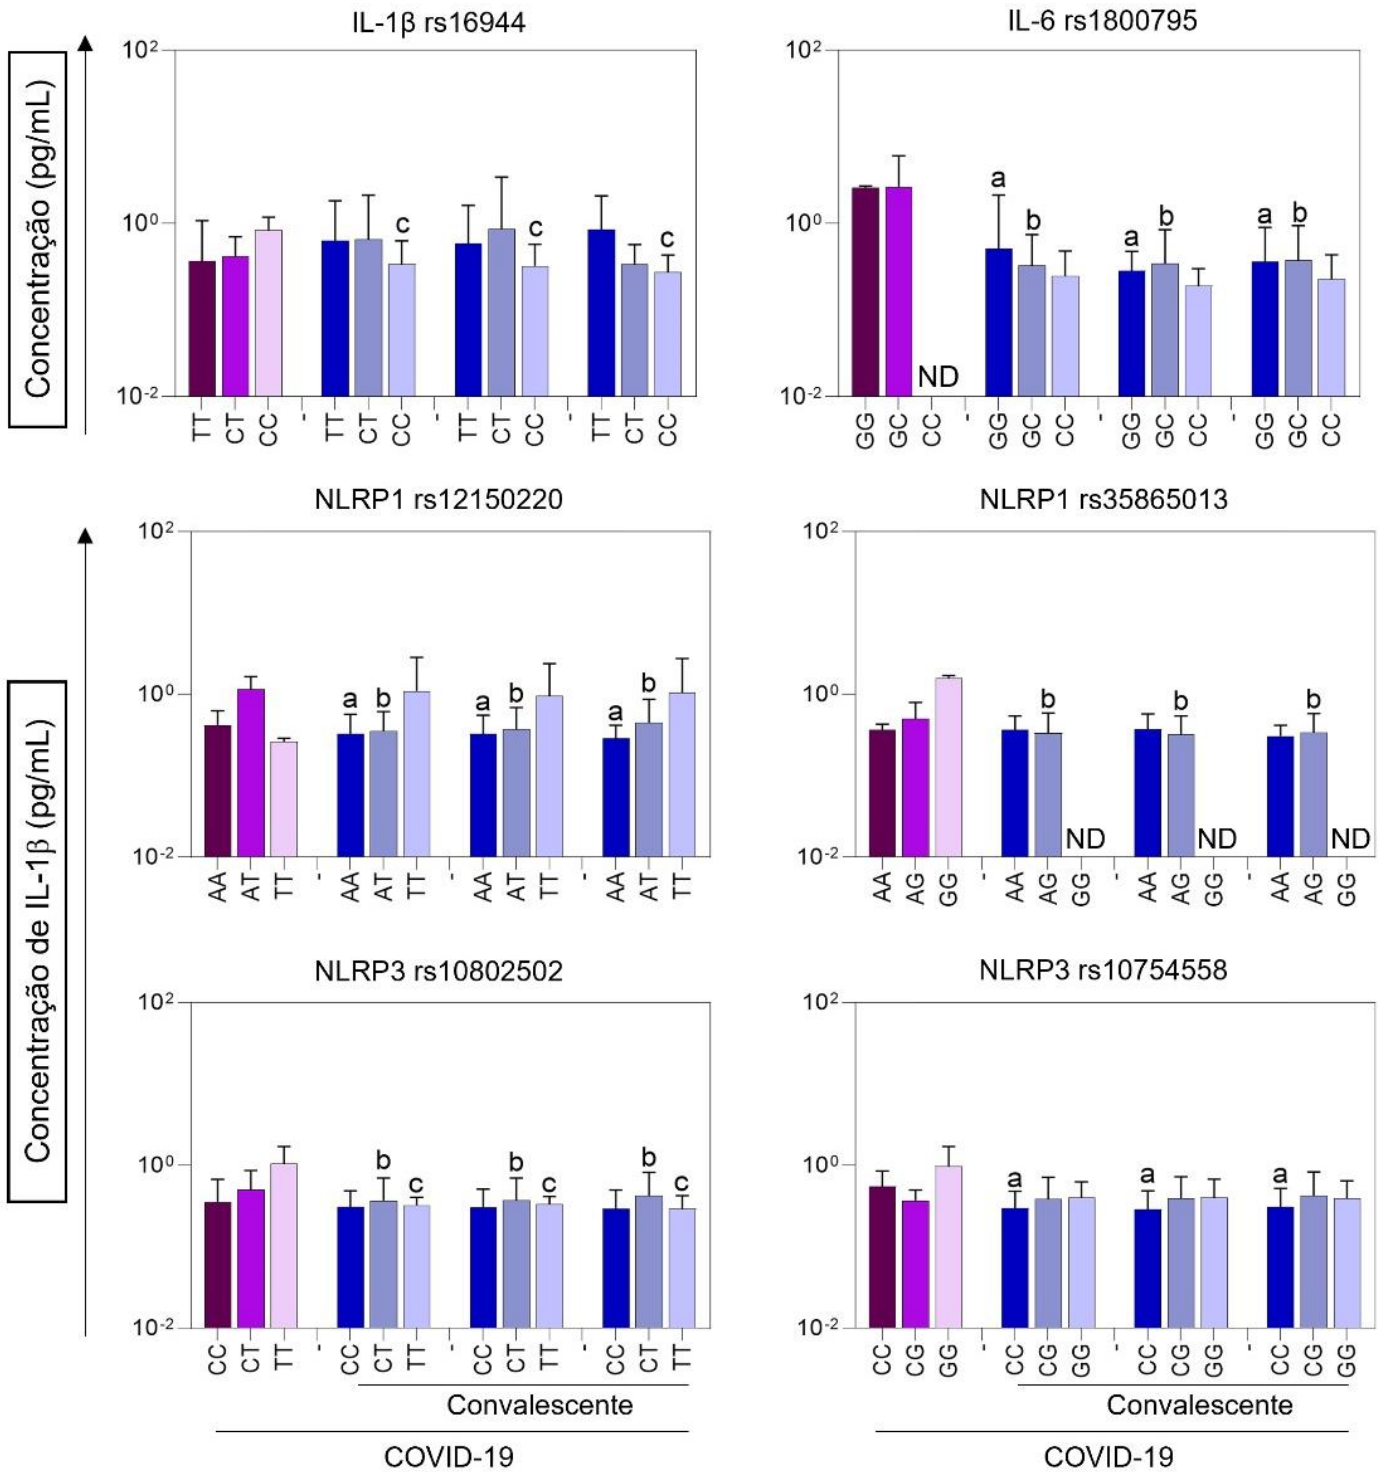 Concentração (pg/mL)
IL-1β rs16944
10²
10⁰
10⁻²
c
c
c
TT CT CC - TT CT CC - TT CT CC - TT CT CC
IL-6 rs1800795
10²
10⁰
10⁻²
ND
a b
a b
a b
GG GC CC - GG GC CC - GG GC CC - GG GC CC
Concentração de IL-1β (pg/mL)
NLRP1 rs12150220
10²
10⁰
10⁻²
a b
a b
a b
AA AT TT - AA AT TT - AA AT TT - AA AT TT
NLRP1 rs35865013
10²
10⁰
10⁻²
b ND
b ND
b ND
AA AG GG - AA AG GG - AA AG GG - AA AG GG
NLRP3 rs10802502
10²
10⁰
10⁻²
b c
b c
b c
CC CT TT - CC CT TT - CC CT TT - CC CT TT
Convalescente
COVID-19
NLRP3 rs10754558
10²
10⁰
10⁻²
a
a
a
CC CG GG - CC CG GG - CC CG GG - CC CG GG
Convalescente
COVID-19